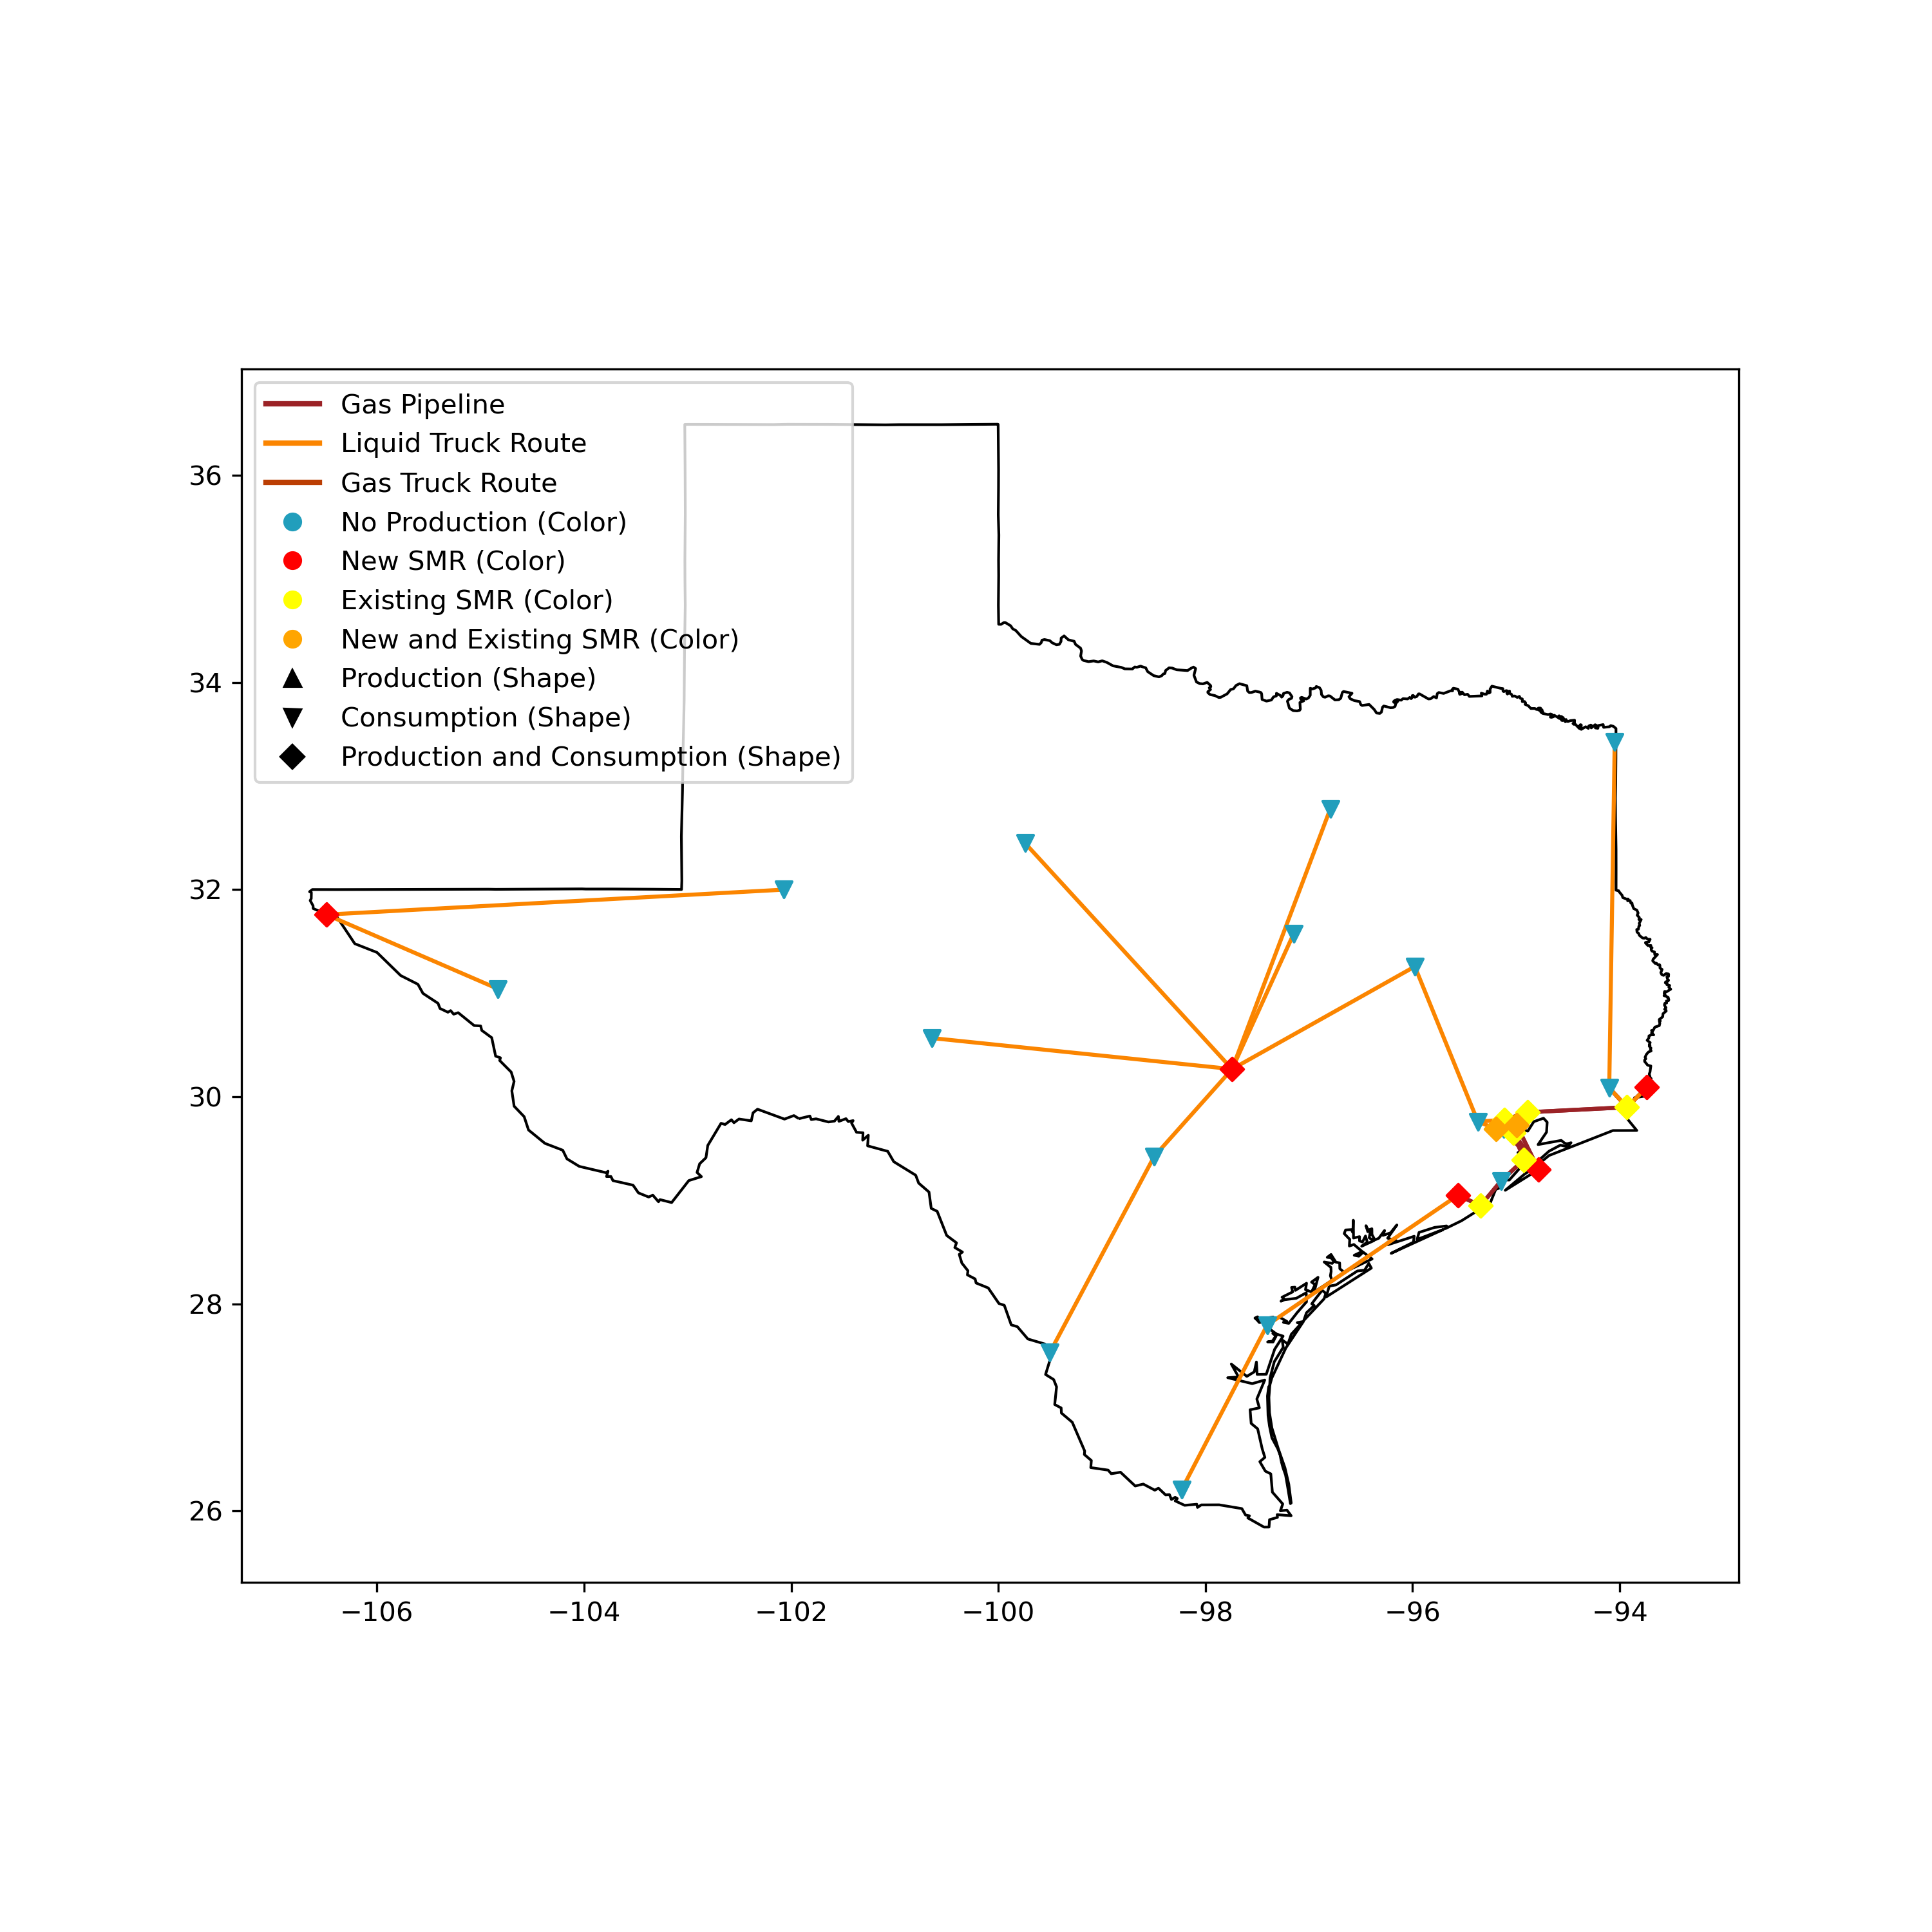 Gas Pipeline
Liquid Truck Route
Gas Truck Route
No Production (Color)
New SMR (Color)
Existing SMR (Color)
New and Existing SMR (Color)
Production (Shape)
Consumption (Shape)
Production and Consumption (Shape)
36
34
32
30
28
26
−106 −104 −102 −100 −98 −96 −94